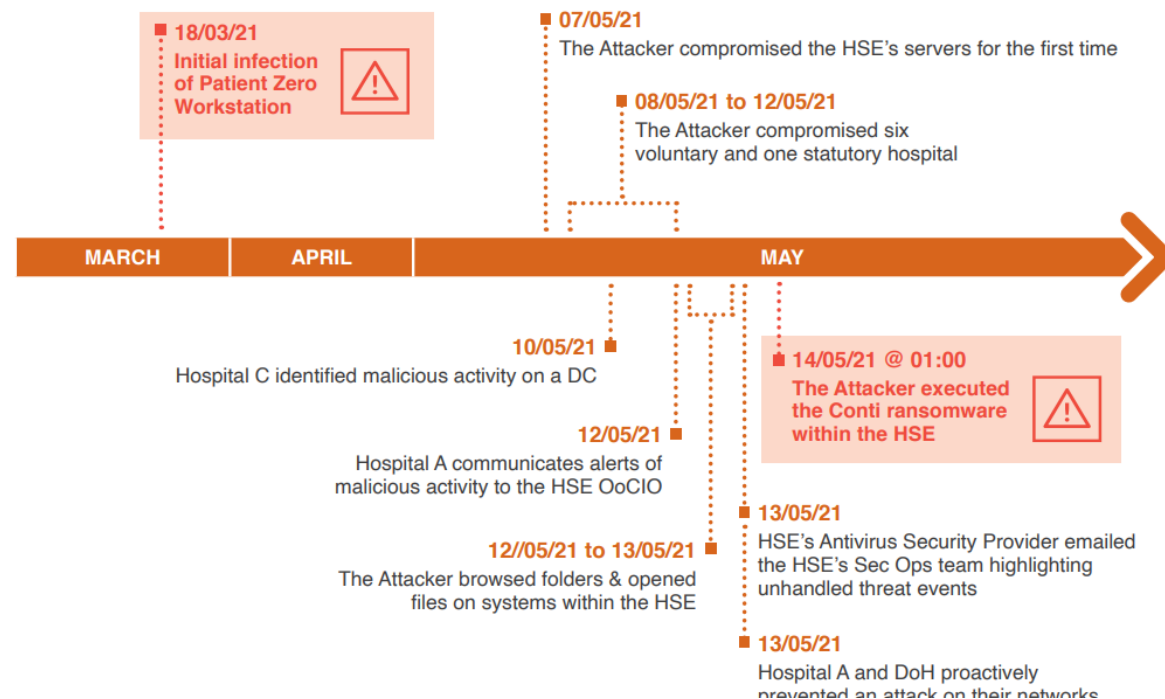 18/03/21
Initial infection
of Patient Zero
Workstation
07/05/21
The Attacker compromised the HSE's servers for the first time
08/05/21 to 12/05/21
The Attacker compromised six
voluntary and one statutory hospital
MARCH
APRIL
MAY
10/05/21
Hospital C identified malicious activity on a DC
12/05/21
Hospital A communicates alerts of
malicious activity to the HSE OoCIO
12//05/21 to 13/05/21
The Attacker browsed folders & opened
files on systems within the HSE
14/05/21 @ 01:00
The Attacker executed
the Conti ransomware
within the HSE
13/05/21
HSE's Antivirus Security Provider emailed
the HSE's Sec Ops team highlighting
unhandled threat events
13/05/21
Hospital A and DoH proactively
prevented an attack on their networks